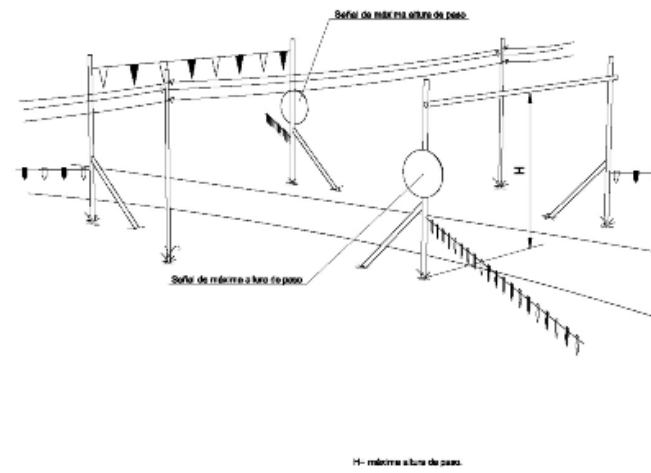 Señal de máxima altura de paso
H
Señal de máxima altura de paso
H= máxima altura de paso.